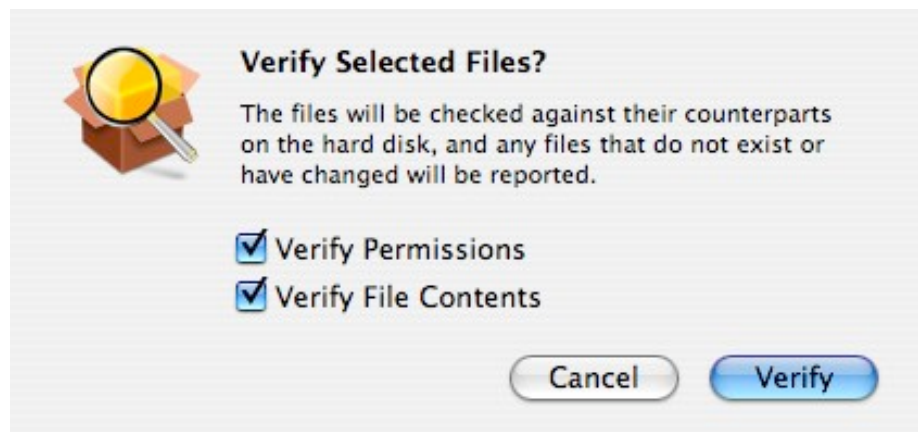 Verify Selected Files?
The files will be checked against their counterparts
on the hard disk, and any files that do not exist or
have changed will be reported.
Verify Permissions
Verify File Contents
Cancel
Verify